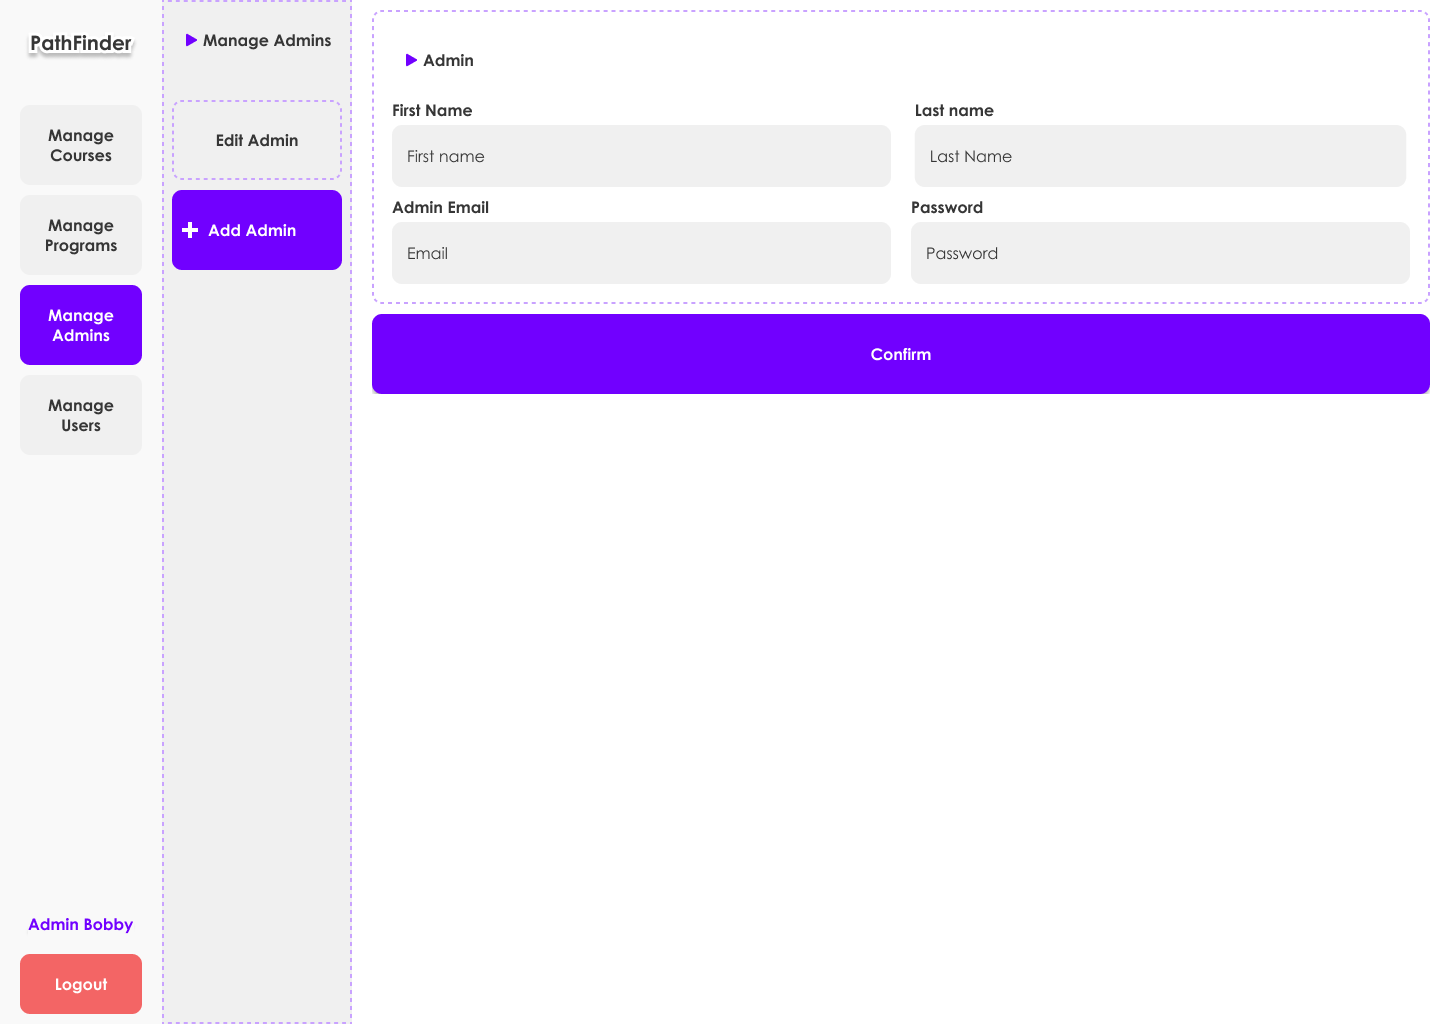 PathFinder
Manage
Courses
Manage
Programs
Manage
Admins
Manage
Users
Admin Bobby
Logout
Manage Admins
Edit Admin
Add Admin
Admin
First Name
Last name
First name
Last Name
Admin Email
Password
Email
Password
Confirm